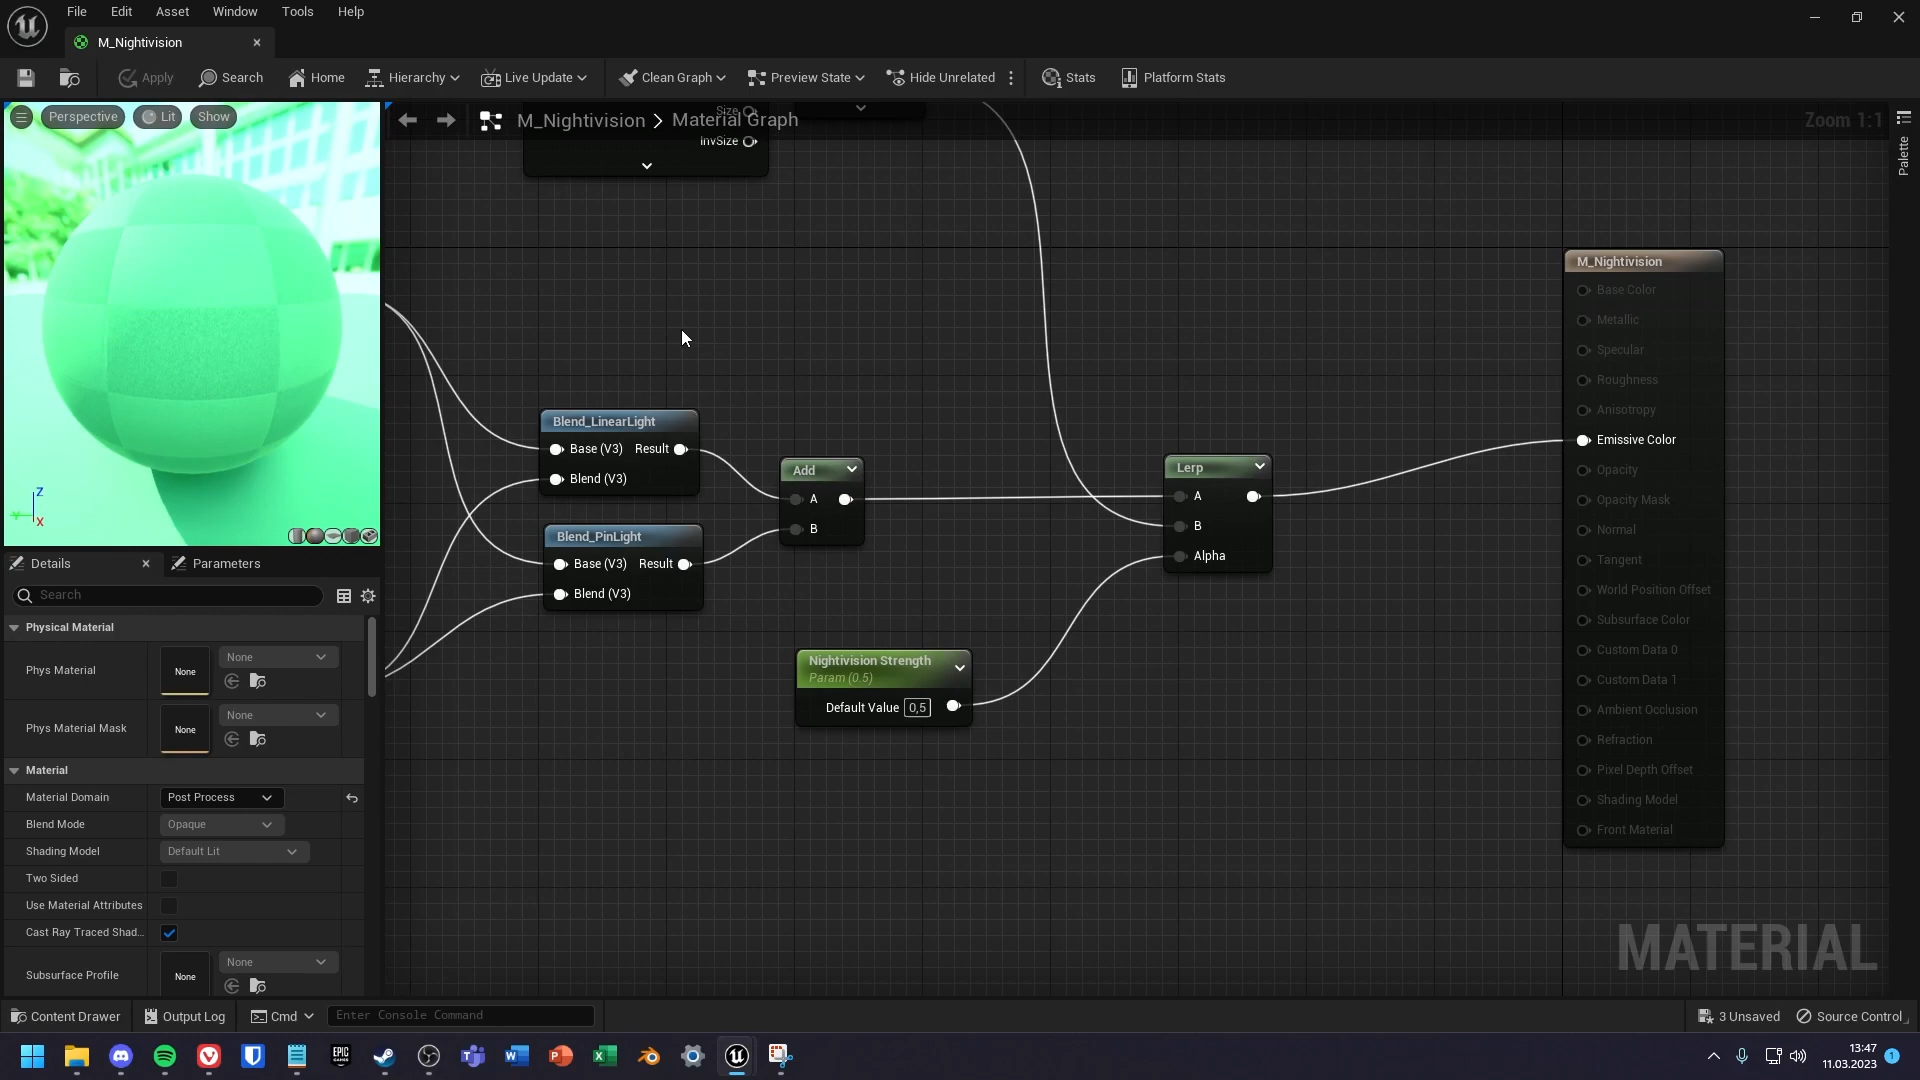 File Edit Asset Window Tools Help
M_Nightivision
Apply Search Home Hierarchy Live Update Clean Graph Preview State Hide Unrelated Stats Platform Stats
Perspective Lit Show
M_Nightivision > Material Graph
Zoom 1:1
Palette
Size
InvSize
Z
Y
X
Blend_LinearLight
Base (V3) Result
Blend (V3)
Blend_PinLight
Base (V3) Result
Blend (V3)
Add
A
B
Lerp
A
B
Alpha
Nightivision Strength
Param (0.5)
Default Value 0,5
M_Nightivision
Base Color
Metallic
Specular
Roughness
Anisotropy
Emissive Color
Opacity
Opacity Mask
Normal
Tangent
World Position Offset
Subsurface Color
Custom Data 0
Custom Data 1
Ambient Occlusion
Refraction
Pixel Depth Offset
Shading Model
Front Material
MATERIAL
Details Parameters
Search
Physical Material
Phys Material None None
Phys Material Mask None None
Material
Material Domain Post Process
Blend Mode Opaque
Shading Model Default Lit
Two Sided
Use Material Attributes
Cast Ray Traced Shad...
Subsurface Profile None None
Content Drawer Output Log Cmd Enter Console Command 3 Unsaved Source Control
EPIC GAMES
13:47
11.03.2023
1